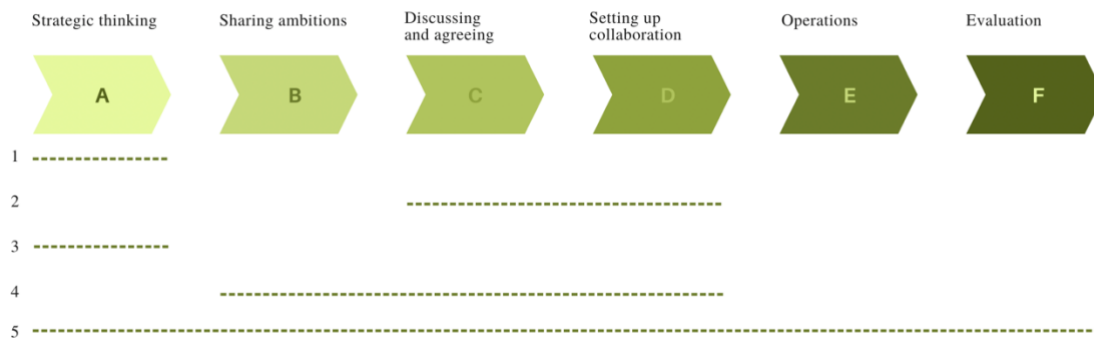 Strategic thinking
Sharing ambitions
Discussing
and agreeing
Setting up
collaboration
Operations
Evaluation
A
B
C
D
E
F
1
2
3
4
5